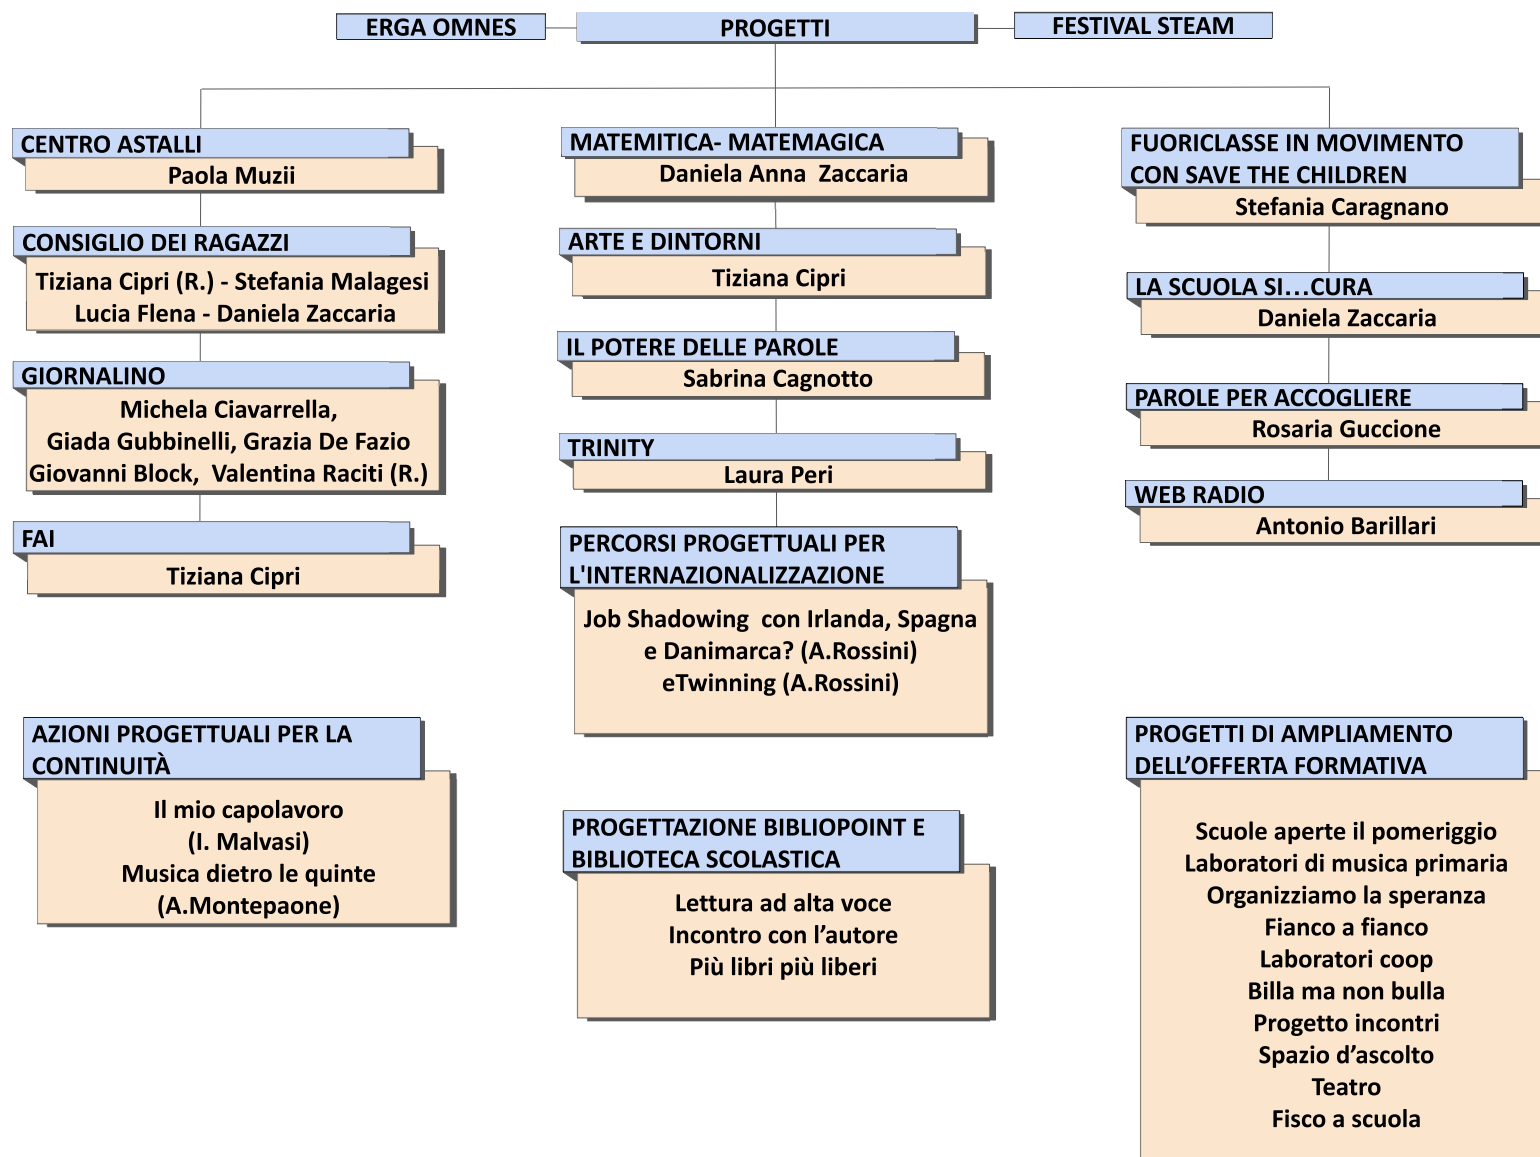 ERGA OMNES
PROGETTI
FESTIVAL STEAM
CENTRO ASTALLI
Paola Muzii
CONSIGLIO DEI RAGAZZI
Tiziana Cipri (R.) - Stefania Malagesi
Lucia Flena - Daniela Zaccaria
GIORNALINO
Michela Ciavarrella,
Giada Gubbinelli, Grazia De Fazio
Giovanni Block, Valentina Raciti (R.)
FAI
Tiziana Cipri
AZIONI PROGETTUALI PER LA
CONTINUITÀ
Il mio capolavoro
(I. Malvasi)
Musica dietro le quinte
(A.Montepaone)
MATEMITICA- MATEMAGICA
Daniela Anna Zaccaria
ARTE E DINTORNI
Tiziana Cipri
IL POTERE DELLE PAROLE
Sabrina Cagnotto
TRINITY
Laura Peri
PERCORSI PROGETTUALI PER
L'INTERNAZIONALIZZAZIONE
Job Shadowing con Irlanda, Spagna
e Danimarca? (A.Rossini)
eTwinning (A.Rossini)
PROGETTAZIONE BIBLIOPOINT E
BIBLIOTECA SCOLASTICA
Lettura ad alta voce
Incontro con l’autore
Più libri più liberi
FUORICLASSE IN MOVIMENTO
CON SAVE THE CHILDREN
Stefania Caragnano
LA SCUOLA SI…CURA
Daniela Zaccaria
PAROLE PER ACCOGLIERE
Rosaria Guccione
WEB RADIO
Antonio Barillari
PROGETTI DI AMPLIAMENTO
DELL’OFFERTA FORMATIVA
Scuole aperte il pomeriggio
Laboratori di musica primaria
Organizziamo la speranza
Fianco a fianco
Laboratori coop
Billa ma non bulla
Progetto incontri
Spazio d’ascolto
Teatro
Fisco a scuola